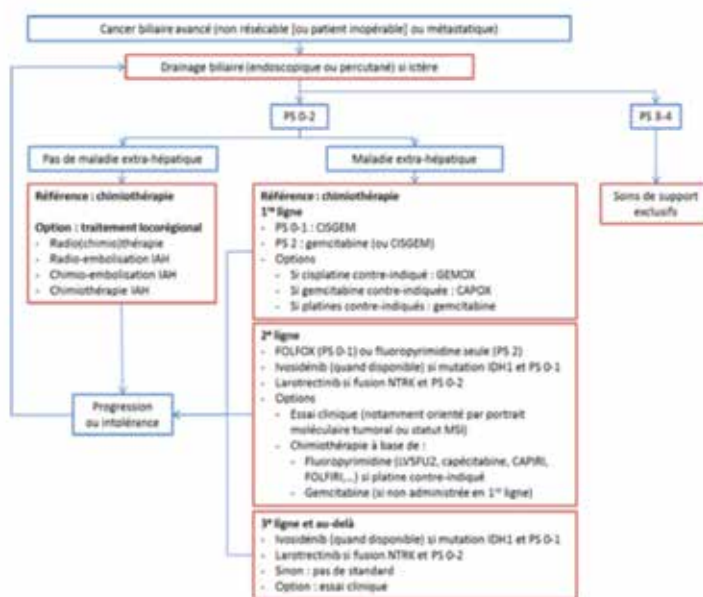 Cancer biliaire avancé (non résécable [ou patient inopérable] ou métastatique)
Drainage biliaire (endoscopique ou percutané) si ictère
PS 0-2
PS 3-4
Pas de maladie extra-hépatique
Maladie extra-hépatique
Référence : chimiothérapie
Option : traitement locorégional
- Radio(chimio)thérapie
- Radio-embolisation IAH
- Chimio-embolisation IAH
- Chimiothérapie IAH
Référence : chimiothérapie
1re ligne
- PS 0-1 : CISGEM
- PS 2 : gemcitabine (ou CISGEM)
- Options
- Si cisplatine contre-indiqué : GEMOX
- Si gemcitabine contre-indiquée : CAPOX
- Si platines contre-indiqués : gemcitabine
Soins de support
exclusifs
2e ligne
- FOLFOX (PS 0-1) ou fluoropyrimidine seule (PS 2)
- Ivosidénib (quand disponible) si mutation IDH1 et PS 0-1
- Larotrectinib si fusion NTRK et PS 0-2
- Options
- Essai clinique (notamment orienté par portrait
moléculaire tumoral ou statut MSI)
- Chimiothérapie à base de :
- Fluoropyrimidine (LV5FU2, capécitabine, CAPIRI,
FOLFIRI,...) si platine contre-indiqué
- Gemcitabine (si non administrée en 1re ligne)
Progression
ou intolérence
3e ligne et au-delà
- Ivosidénib (quand disponible) si mutation IDH1 et PS 0-1
- Larotrectinib si fusion NTRK et PS 0-2
- Sinon : pas de standard
- Option : essai clinique